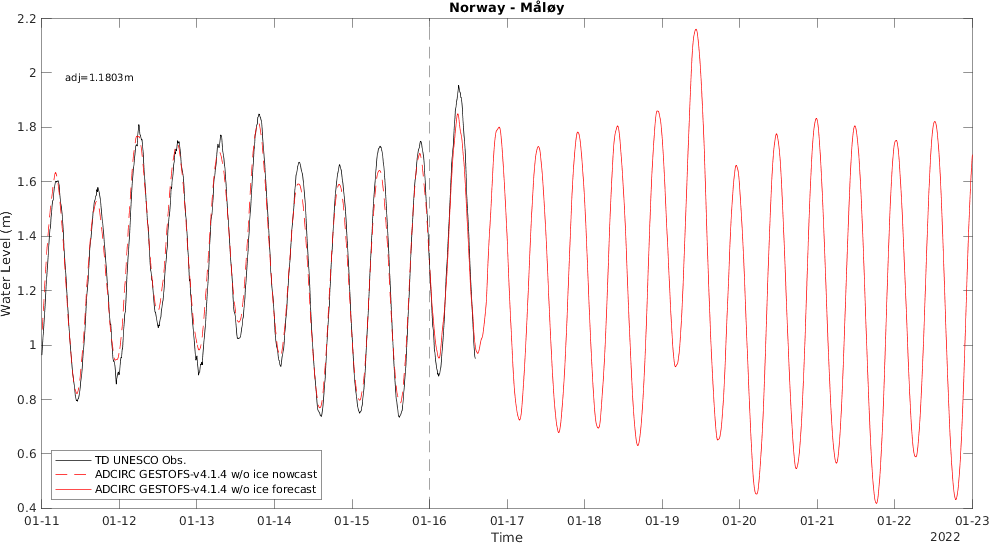 Norway - Måløy
2.2
2
1.8
1.6
1.4
1.2
1
0.8
0.6
0.4
Water Level (m)
adj=1.1803m
TD UNESCO Obs.
ADCIRC GESTOFS-v4.1.4 w/o ice nowcast
ADCIRC GESTOFS-v4.1.4 w/o ice forecast
01-11 01-12 01-13 01-14 01-15 01-16 01-17 01-18 01-19 01-20 01-21 01-22 01-23
Time
2022